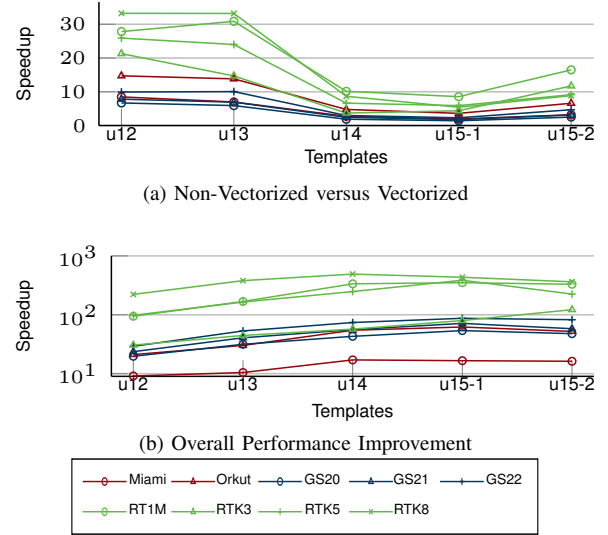 30
20
10
0
Speedup
u12 u13 u14 u15-1 u15-2
Templates
(a) Non-Vectorized versus Vectorized
10³
10²
10¹
Speedup
u12 u13 u14 u15-1 u15-2
Templates
(b) Overall Performance Improvement
Miami Orkut GS20 GS21 GS22
RT1M RTK3 RTK5 RTK8